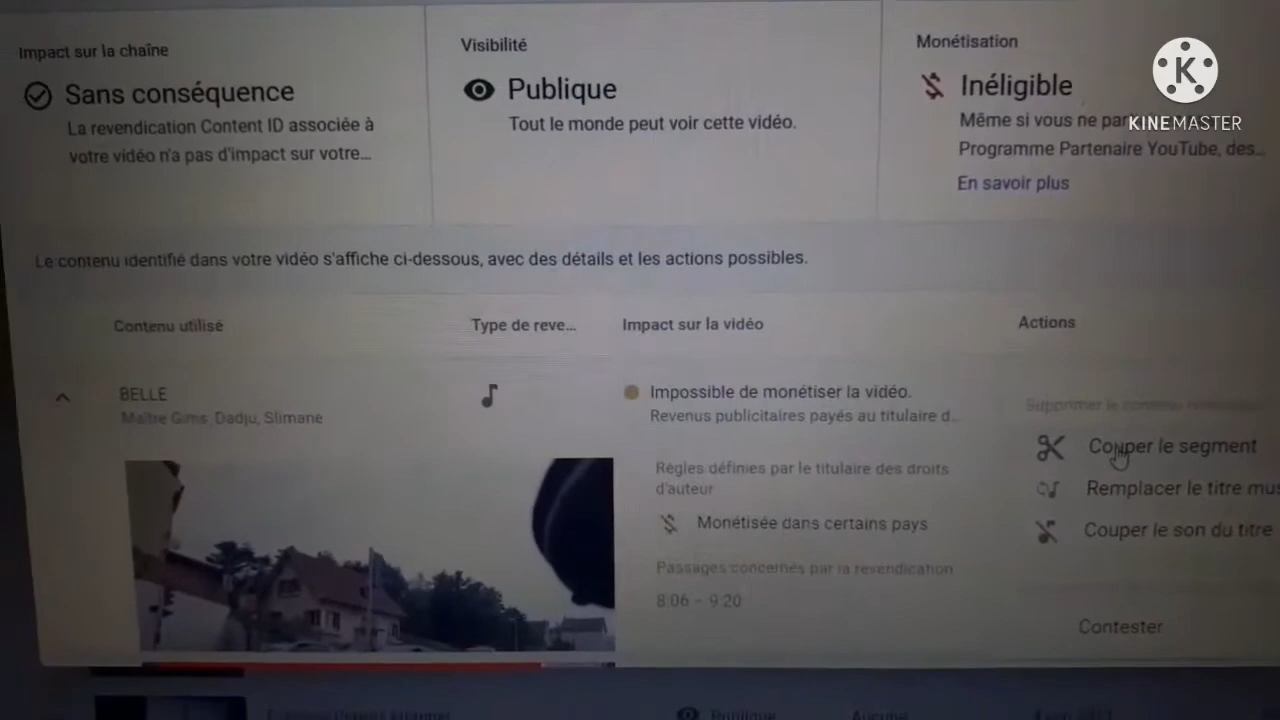 Impact sur la chaîne
Sans conséquence
La revendication Content ID associée à
votre vidéo n'a pas d'impact sur votre...
Visibilité
Publique
Tout le monde peut voir cette vidéo.
Monétisation
Inéligible
Même si vous ne
Programme Partenaire YouTube, des...
En savoir plus
K
KINEMASTER
Le contenu identifié dans votre vidéo s'affiche ci-dessous, avec des détails et les actions possibles.
Contenu utilisé
Type de reve...
Impact sur la vidéo
Actions
BELLE
Maître Gims, Dadju, Slimane
Impossible de monétiser la vidéo.
Revenus publicitaires payés au titulaire d...
Règles définies par le titulaire des droits
d'auteur
Monétisée dans certains pays
Passages concernés par la revendication
8:06 – 9:20
Supprimer le contenu
Couper le segment
Remplacer le titre mus
Couper le son du titre
Contester
Publique
Aucune